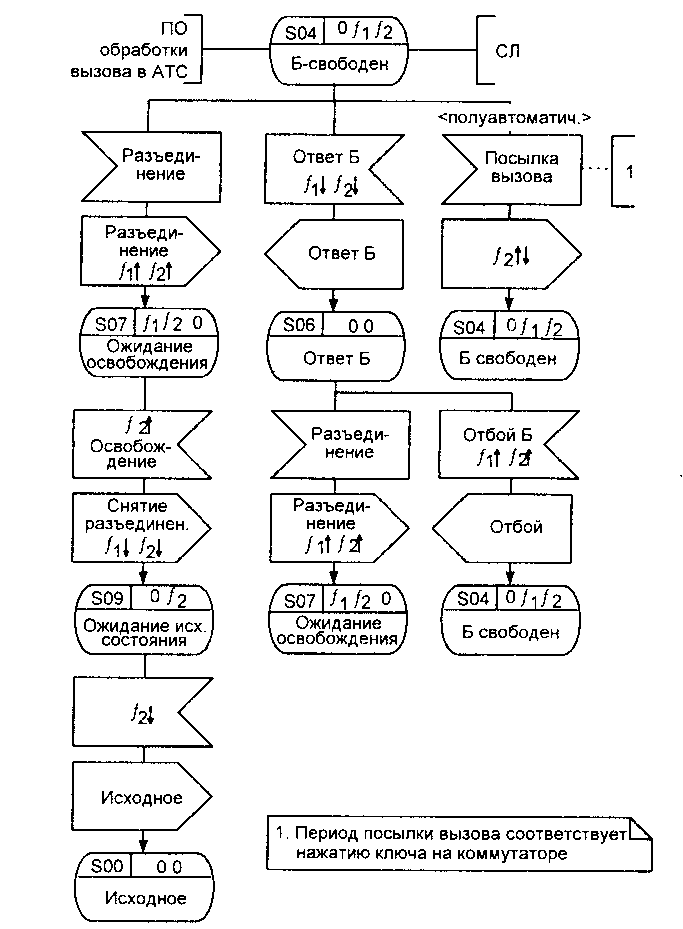 ПО
обработки
вызова в АТС
S04 0 f1 f2
Б-свободен
СЛ
<полуавтоматич.>
Разъеди-
нение
Ответ Б
f1↓ f2↓
Посылка
вызова
1
Разъеди-
нение
f1↑ f2↑
Ответ Б
f2↑↓
S07 f1 f2 0
Ожидание
освобождения
S06 0 0
Ответ Б
S04 0 f1 f2
Б свободен
f2↑
Освобож-
дение
Разъеди-
нение
Отбой Б
f1↑ f2↑
Снятие
разъединен.
f1↓ f2↓
Разъеди-
нение
f1↑ f2↑
Отбой
S09 0 f2
Ожидание исх.
состояния
S07 f1 f2 0
Ожидание
освобождения
S04 0 f1 f2
Б свободен
f2↓
Исходное
1. Период посылки вызова соответствует
нажатию ключа на коммутаторе
S00 0 0
Исходное